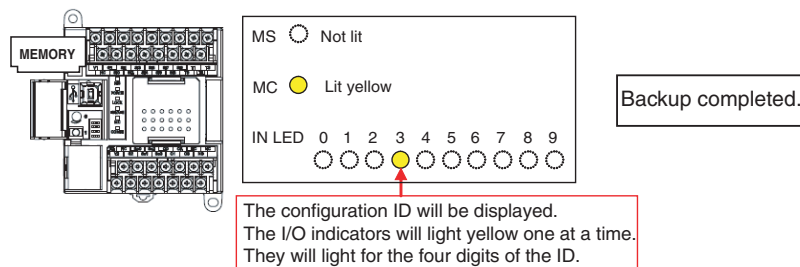 MEMORY
MS Not lit
MC Lit yellow
IN LED 0 1 2 3 4 5 6 7 8 9
Backup completed.
The configuration ID will be displayed.
The I/O indicators will light yellow one at a time.
They will light for the four digits of the ID.